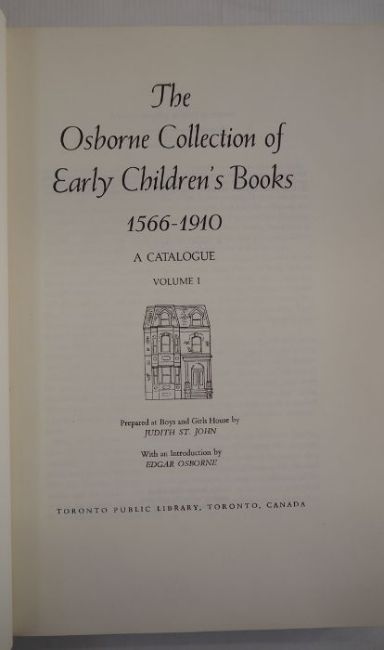 The
Osborne Collection of
Early Children's Books
1566-1910
A CATALOGUE
VOLUME I
Prepared at Boys and Girls House by
JUDITH ST. JOHN
With an Introduction by
EDGAR OSBORNE
TORONTO PUBLIC LIBRARY, TORONTO, CANADA